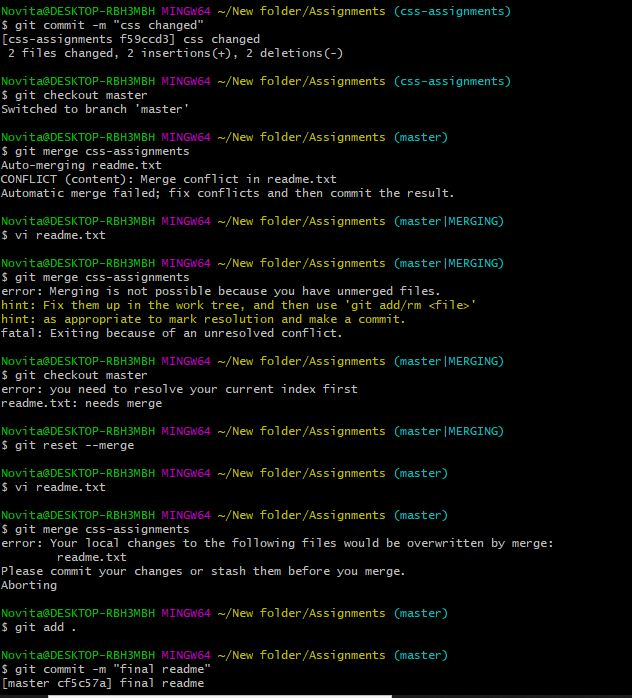 Novita@DESKTOP-RBH3MBH MINGW64 ~/New folder/Assignments (css-assignments)
$ git commit -m "css changed"
[css-assignments f59ccd3] css changed
 2 files changed, 2 insertions(+), 2 deletions(-)

Novita@DESKTOP-RBH3MBH MINGW64 ~/New folder/Assignments (css-assignments)
$ git checkout master
Switched to branch 'master'

Novita@DESKTOP-RBH3MBH MINGW64 ~/New folder/Assignments (master)
$ git merge css-assignments
Auto-merging readme.txt
CONFLICT (content): Merge conflict in readme.txt
Automatic merge failed; fix conflicts and then commit the result.

Novita@DESKTOP-RBH3MBH MINGW64 ~/New folder/Assignments (master|MERGING)
$ vi readme.txt

Novita@DESKTOP-RBH3MBH MINGW64 ~/New folder/Assignments (master|MERGING)
$ git merge css-assignments
error: Merging is not possible because you have unmerged files.
hint: Fix them up in the work tree, and then use 'git add/rm <file>'
hint: as appropriate to mark resolution and make a commit.
fatal: Exiting because of an unresolved conflict.

Novita@DESKTOP-RBH3MBH MINGW64 ~/New folder/Assignments (master|MERGING)
$ git checkout master
error: you need to resolve your current index first
readme.txt: needs merge

Novita@DESKTOP-RBH3MBH MINGW64 ~/New folder/Assignments (master|MERGING)
$ git reset --merge

Novita@DESKTOP-RBH3MBH MINGW64 ~/New folder/Assignments (master)
$ vi readme.txt

Novita@DESKTOP-RBH3MBH MINGW64 ~/New folder/Assignments (master)
$ git merge css-assignments
error: Your local changes to the following files would be overwritten by merge:
        readme.txt
Please commit your changes or stash them before you merge.
Aborting

Novita@DESKTOP-RBH3MBH MINGW64 ~/New folder/Assignments (master)
$ git add .

Novita@DESKTOP-RBH3MBH MINGW64 ~/New folder/Assignments (master)
$ git commit -m "final readme"
[master cf5c57a] final readme